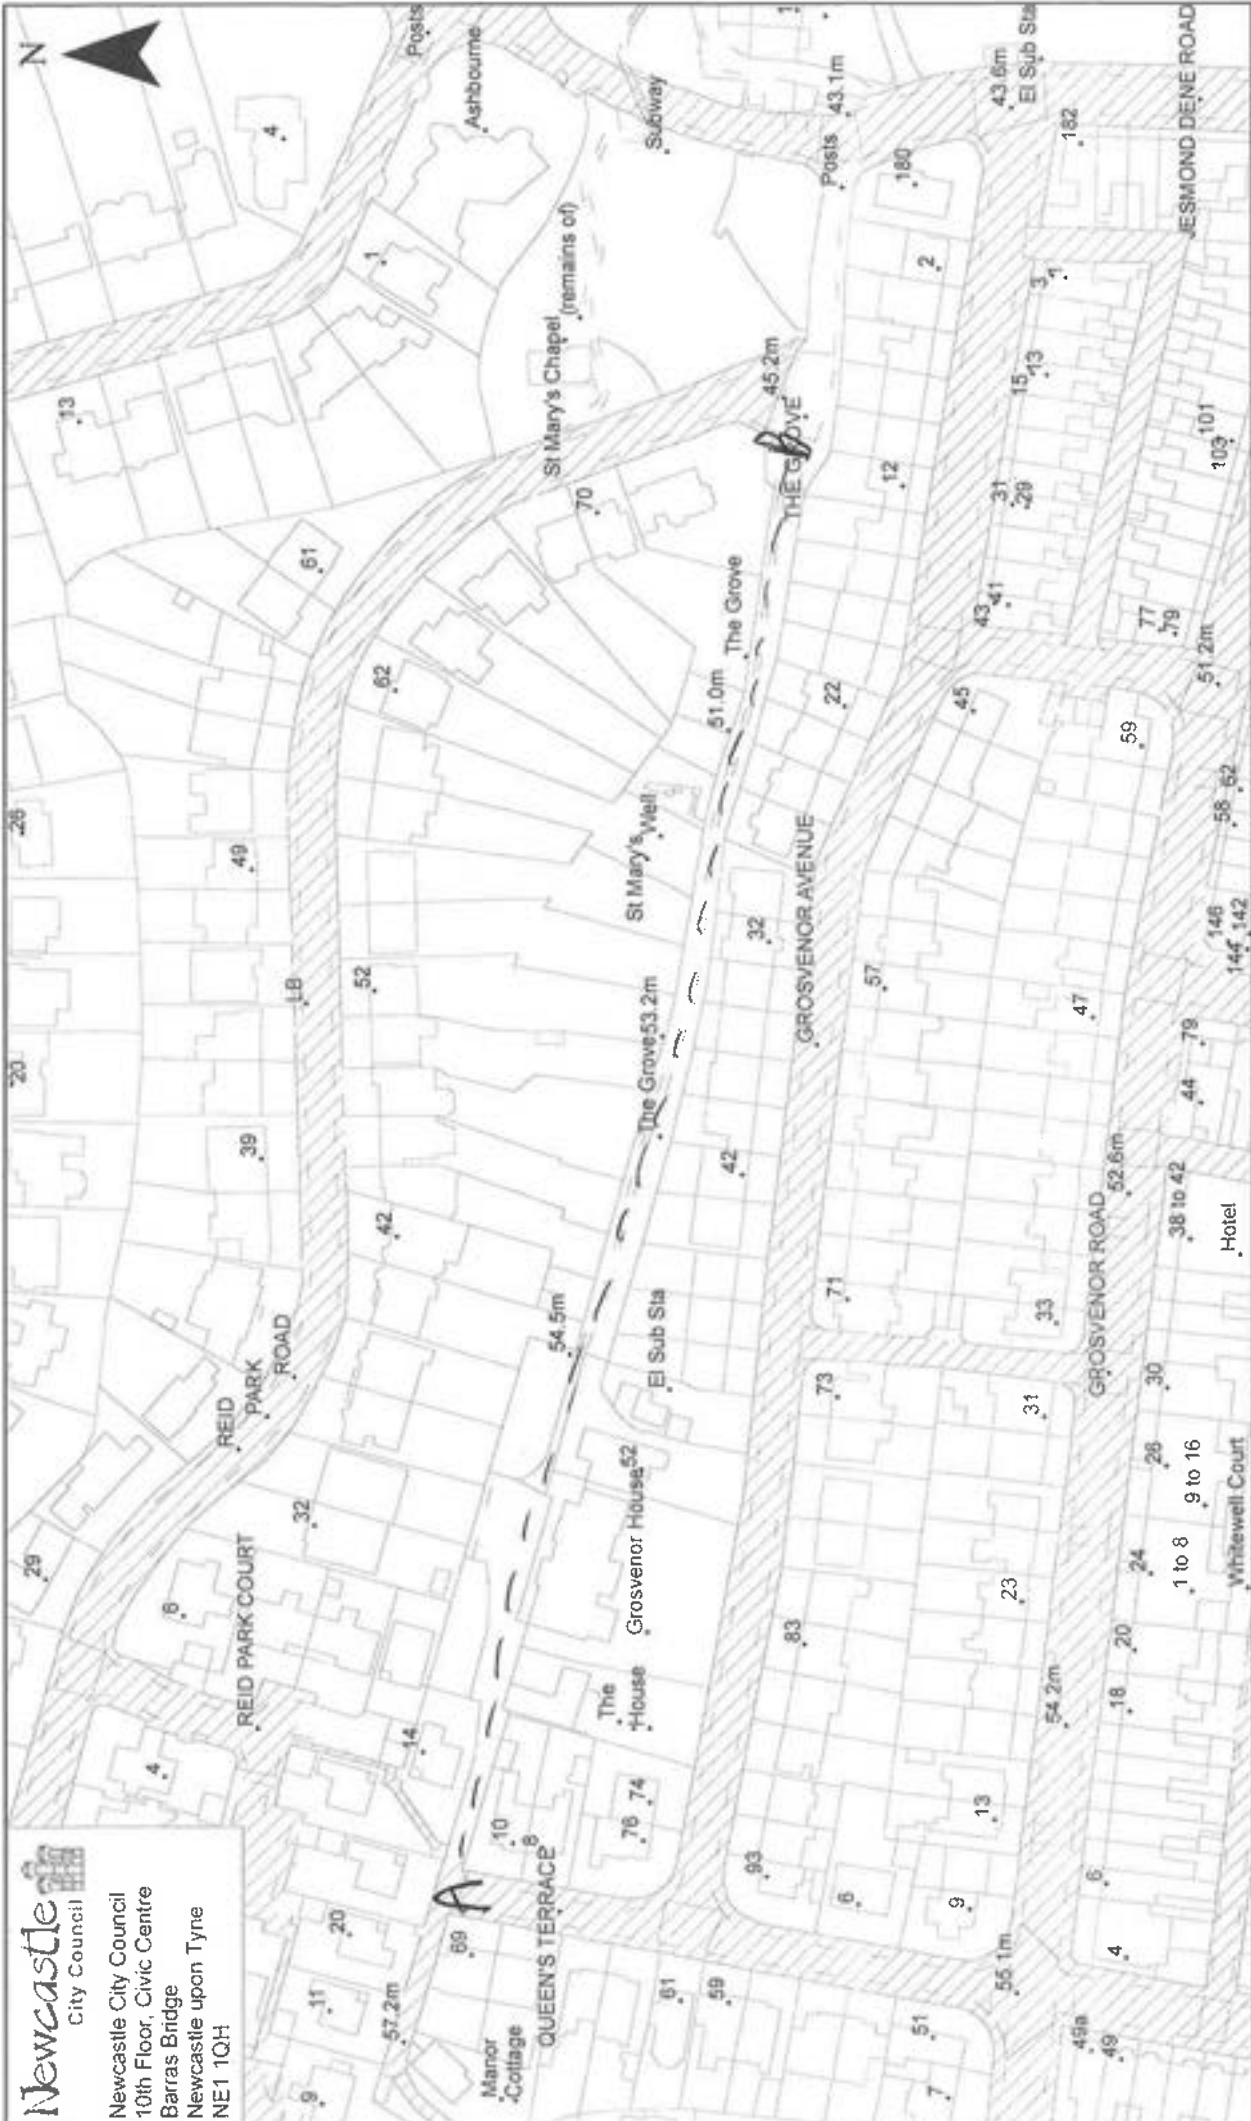 Newcastle
City Council
Newcastle City Council
10th Floor, Civic Centre
Barras Bridge
Newcastle upon Tyne
NE1 1QH
N
9
11
20
4
REID PARK COURT
6
29
32
REID
PARK
ROAD
39
42
20
LB
52
49
26
62
61
13
1
4
Ashbourne
Posts
St Mary's Chapel
(remains of)
Subway
70
57.2m
69
A
14
Manor
Cottage
QUEEN'S TERRACE
10
8
76
74
The
House
Grosvenor House
52
El Sub Sta
54.5m
The Grove
53.2m
42
32
St Mary's
Well
51.0m
The Grove
22
THE GROVE
B
45.2m
12
2
180
Posts
43.1m
1
43.6m
El Sub Sta
182
JESMOND DENE ROAD
61
59
51
7
93
6
9
13
83
23
73
31
71
33
GROSVENOR AVENUE
57
47
45
59
43
41
31
29
15
13
3
1
77
79
103
101
51.2m
55.1m
49a
49
4
6
54.2m
18
20
24
1 to 8
26
9 to 16
Whitewell Court
30
GROSVENOR ROAD
52.6m
38 to 42
Hotel
44
79
144
146
142
58
62